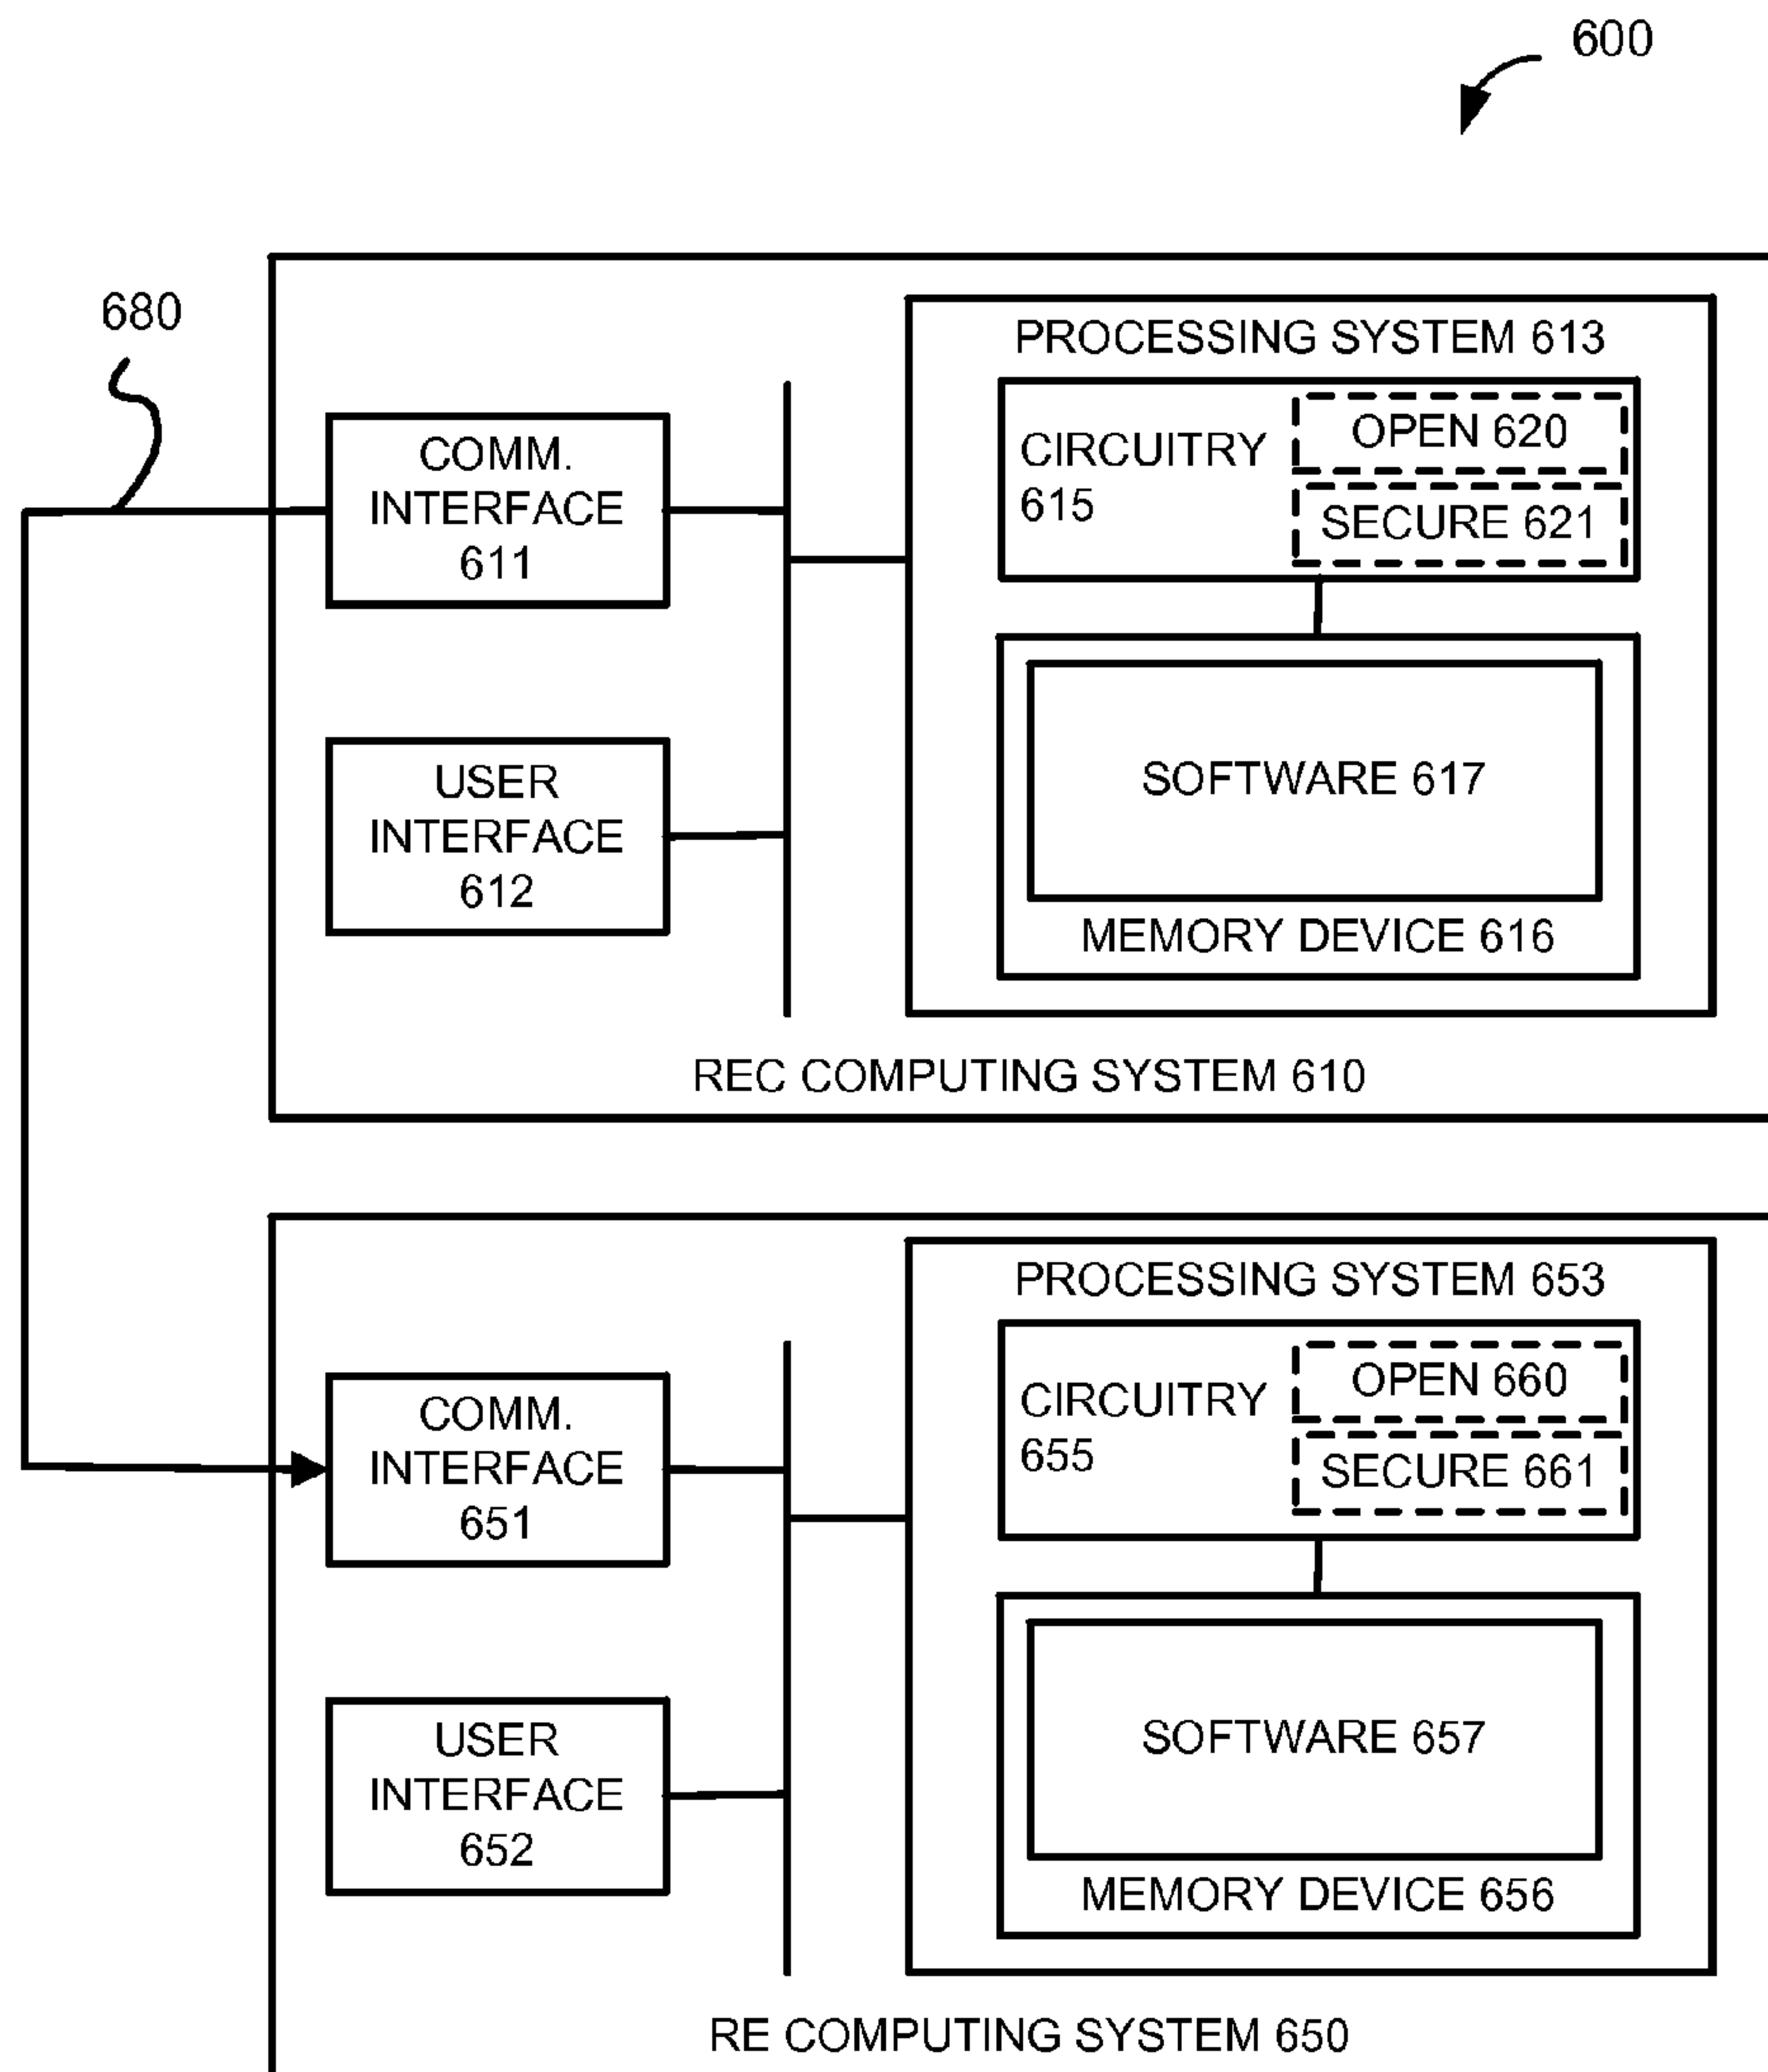 600
680
PROCESSING SYSTEM 613
COMM.
INTERFACE
611
CIRCUITRY
615
OPEN 620
SECURE 621
USER
INTERFACE
612
SOFTWARE 617
MEMORY DEVICE 616
REC COMPUTING SYSTEM 610
PROCESSING SYSTEM 653
COMM.
INTERFACE
651
CIRCUITRY
655
OPEN 660
SECURE 661
USER
INTERFACE
652
SOFTWARE 657
MEMORY DEVICE 656
RE COMPUTING SYSTEM 650